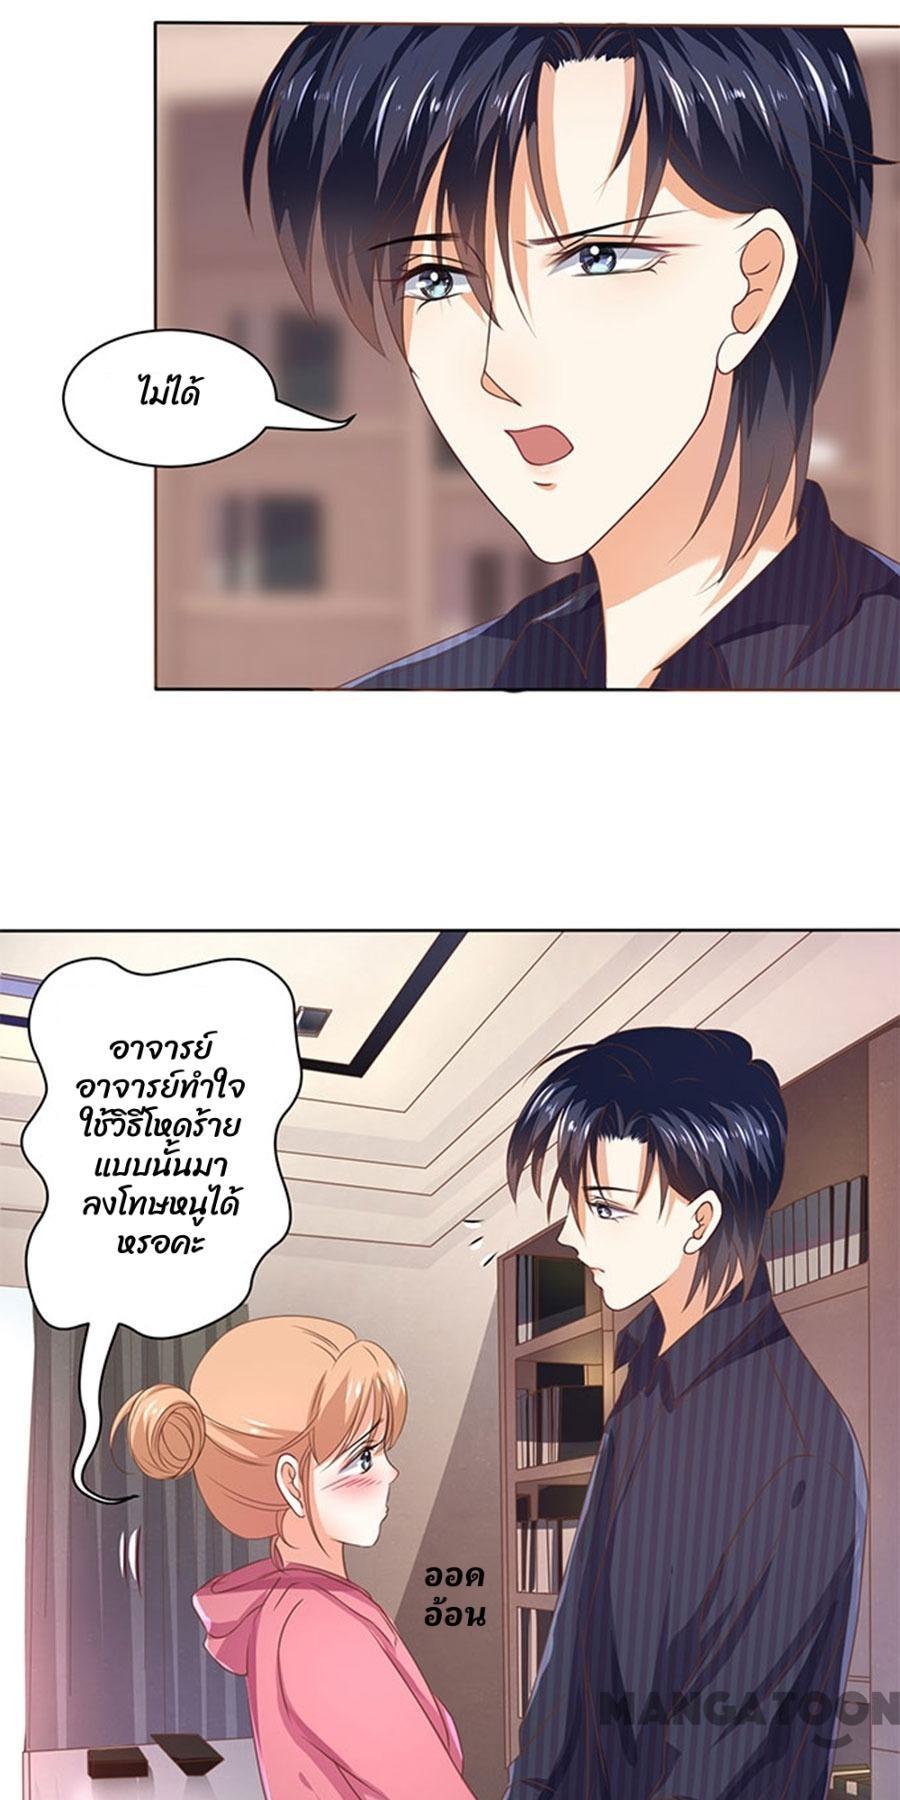 ไม่ได้
อาจารย์
อาจารย์ทำใจ
ใช้วิธีโหดร้าย
แบบนั้นมา
ลงโทษหนูได้
หรอคะ
ออด
อ้อน
MANGATOON